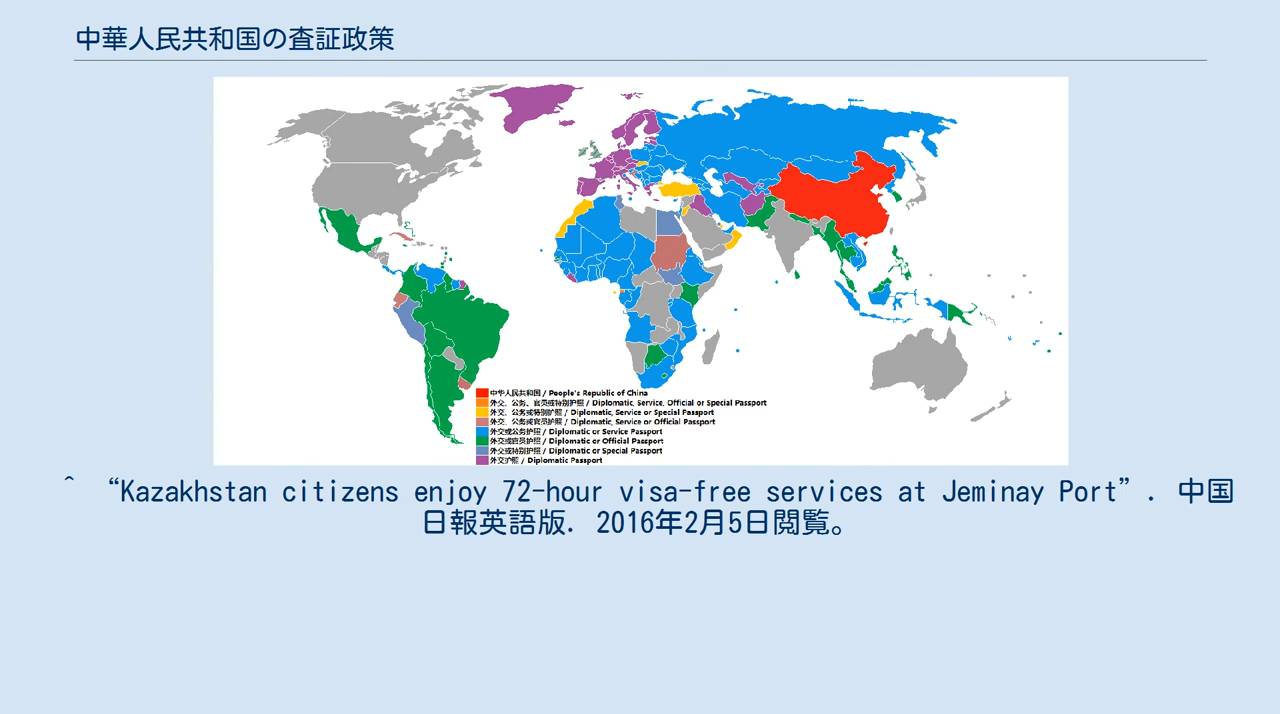 中華人民共和国の査証政策
中华人民共和国 / People's Republic of China
外交、公务、官员或特别护照 / Diplomatic, Service, Official or Special Passport
外交、公务或特别护照 / Diplomatic, Service or Special Passport
外交、公务或官员护照 / Diplomatic, Service or Official Passport
外交或公务护照 / Diplomatic or Service Passport
外交或官员护照 / Diplomatic or Official Passport
外交或特别护照 / Diplomatic or Special Passport
外交护照 / Diplomatic Passport
^ “Kazakhstan citizens enjoy 72-hour visa-free services at Jeminay Port”. 中国
日報英語版. 2016年2月5日閲覧。